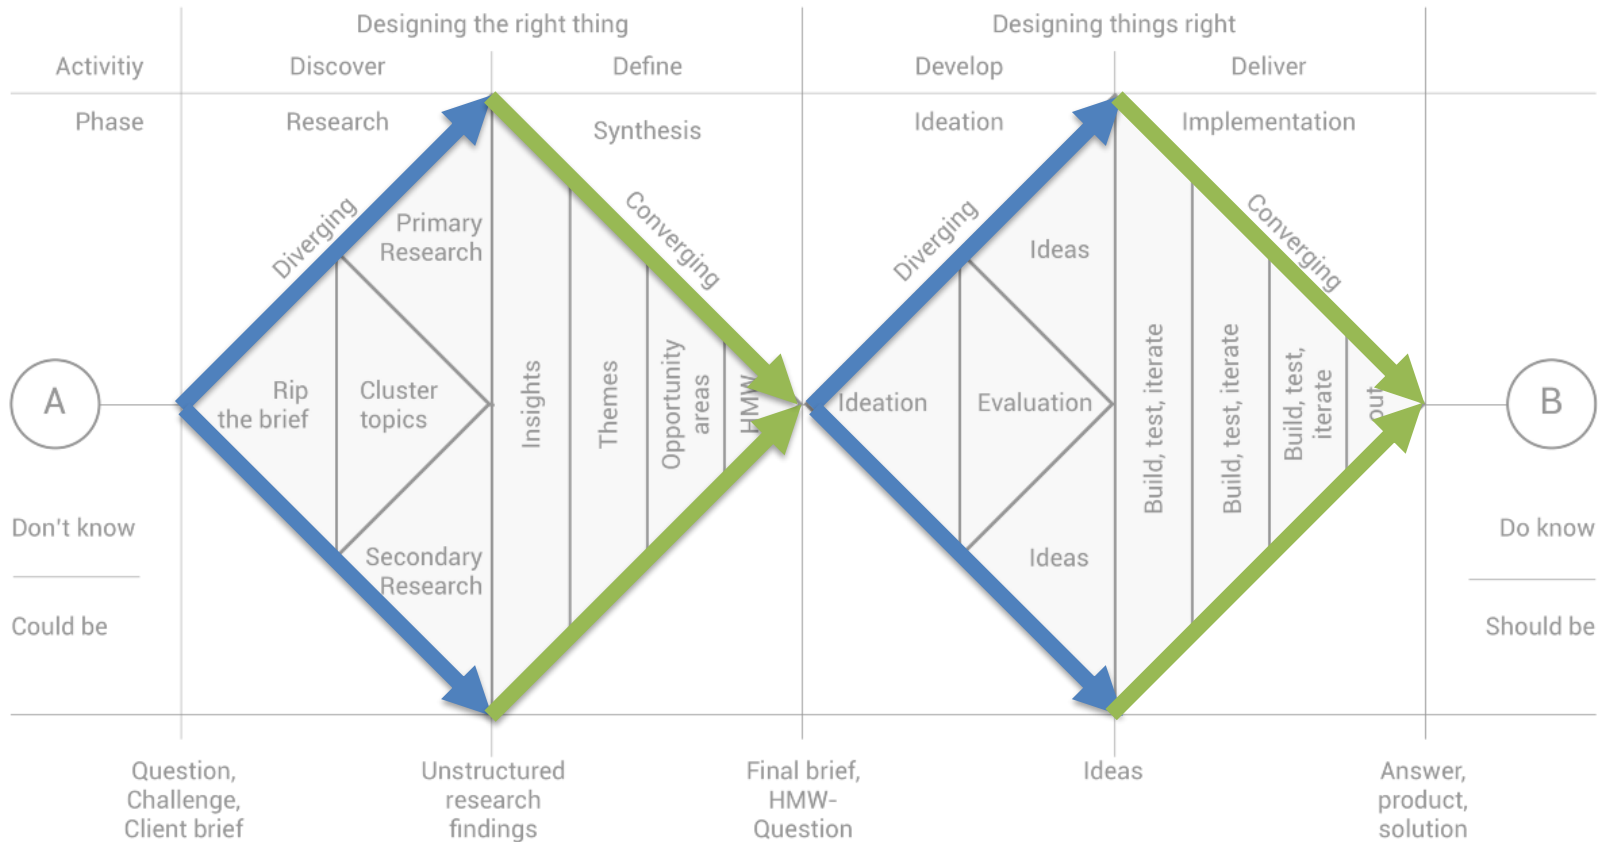 Designing the right thing
Designing things right
Activitiy
Discover
Define
Develop
Deliver
Phase
Research
Synthesis
Ideation
Implementation
Diverging
Converging
Diverging
Converging
Primary
Research
Rip
the brief
Cluster
topics
Secondary
Research
Insights
Themes
Opportunity
areas
HMW
Ideation
Evaluation
Ideas
Ideas
Build, test, iterate
Build, test, iterate
Build, test,
iterate
out
A
B
Don't know
Could be
Do know
Should be
Question,
Challenge,
Client brief
Unstructured
research
findings
Final brief,
HMW-
Question
Ideas
Answer,
product,
solution